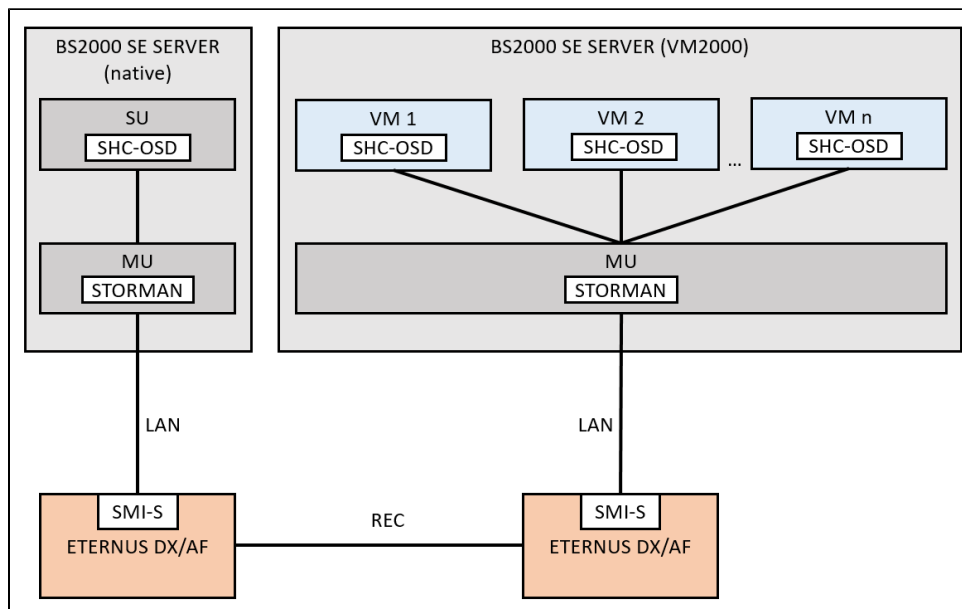 BS2000 SE SERVER
(native)
SU
SHC-OSD
MU
STORMAN
BS2000 SE SERVER (VM2000)
VM 1
SHC-OSD
VM 2
SHC-OSD
...
VM n
SHC-OSD
MU
STORMAN
LAN
LAN
SMI-S
ETERNUS DX/AF
REC
SMI-S
ETERNUS DX/AF